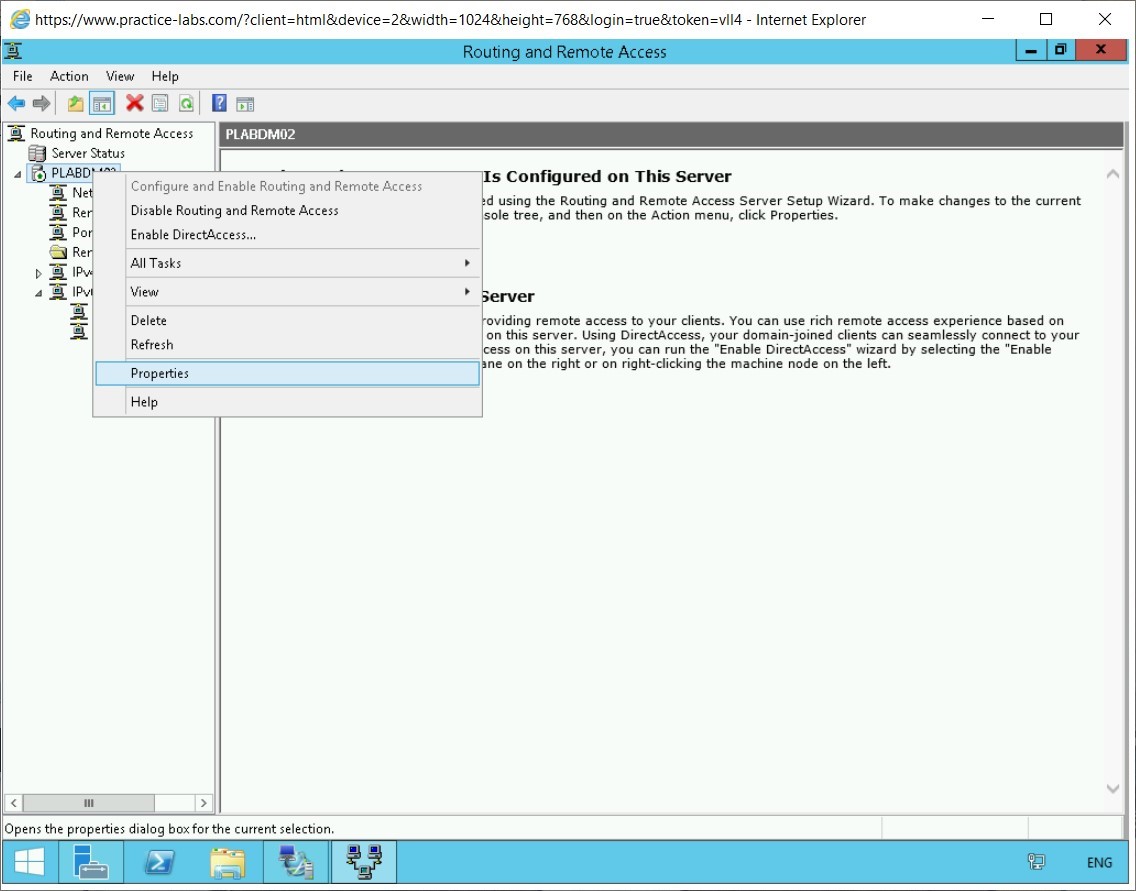 https://www.practice-labs.com/?client=html&device=2&width=1024&height=768&login=true&token=vll4 - Internet Explorer
Routing and Remote Access
File Action View Help
Routing and Remote Access
Server Status
PLABDM02
Net
Rer
Por
Rer
IPv
IPv
PLABDM02
Configure and Enable Routing and Remote Access
Disable Routing and Remote Access
Enable DirectAccess...
All Tasks
View
Delete
Refresh
Properties
Help
Is Configured on This Server
ed using the Routing and Remote Access Server Setup Wizard. To make changes to the current
sole tree, and then on the Action menu, click Properties.
Server
roviding remote access to your clients. You can use rich remote access experience based on
on this server. Using DirectAccess, your domain-joined clients can seamlessly connect to your
cess on this server, you can run the "Enable DirectAccess" wizard by selecting the "Enable
ane on the right or on right-clicking the machine node on the left.
Opens the properties dialog box for the current selection.
ENG